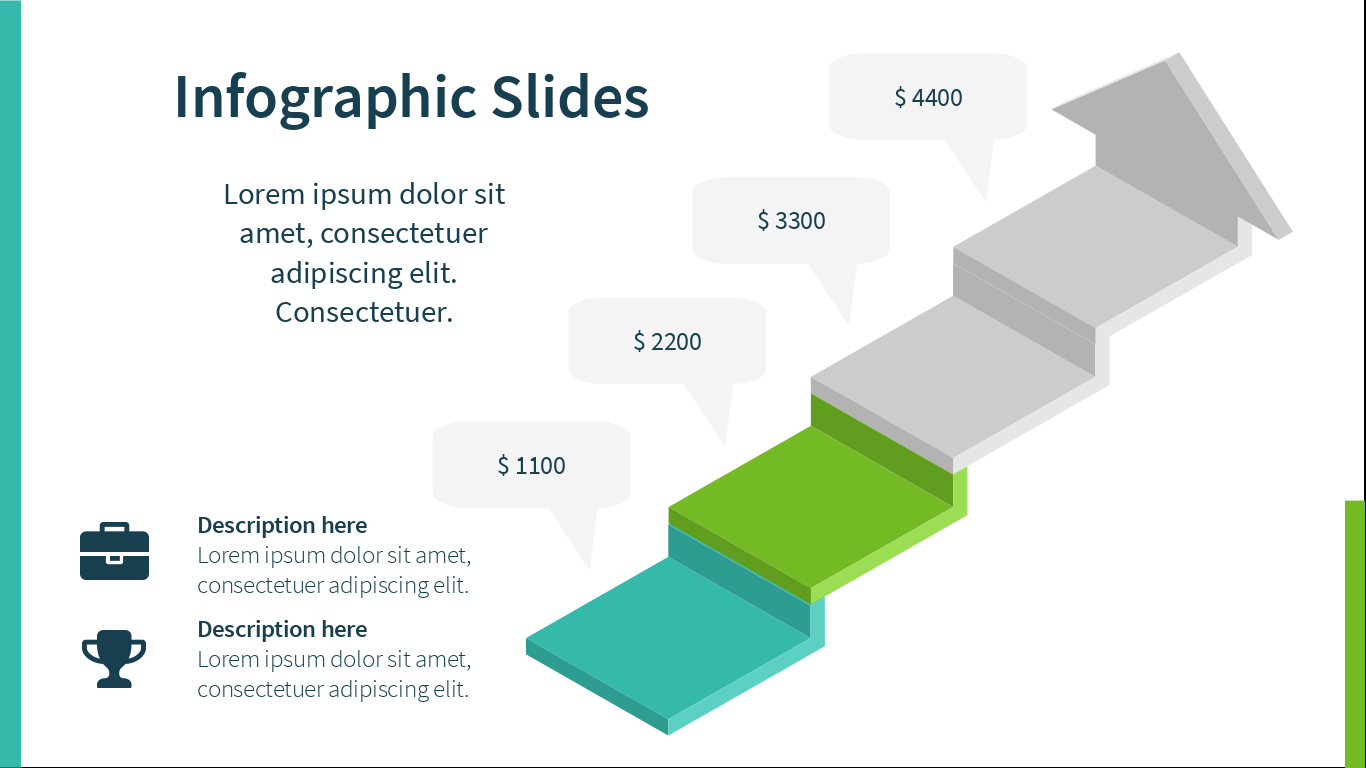 Infographic Slides
Lorem ipsum dolor sit
amet, consectetuer
adipiscing elit.
Consectetuer.
$ 4400
$ 3300
$ 2200
$ 1100
Description here
Lorem ipsum dolor sit amet,
consectetuer adipiscing elit.
Description here
Lorem ipsum dolor sit amet,
consectetuer adipiscing elit.